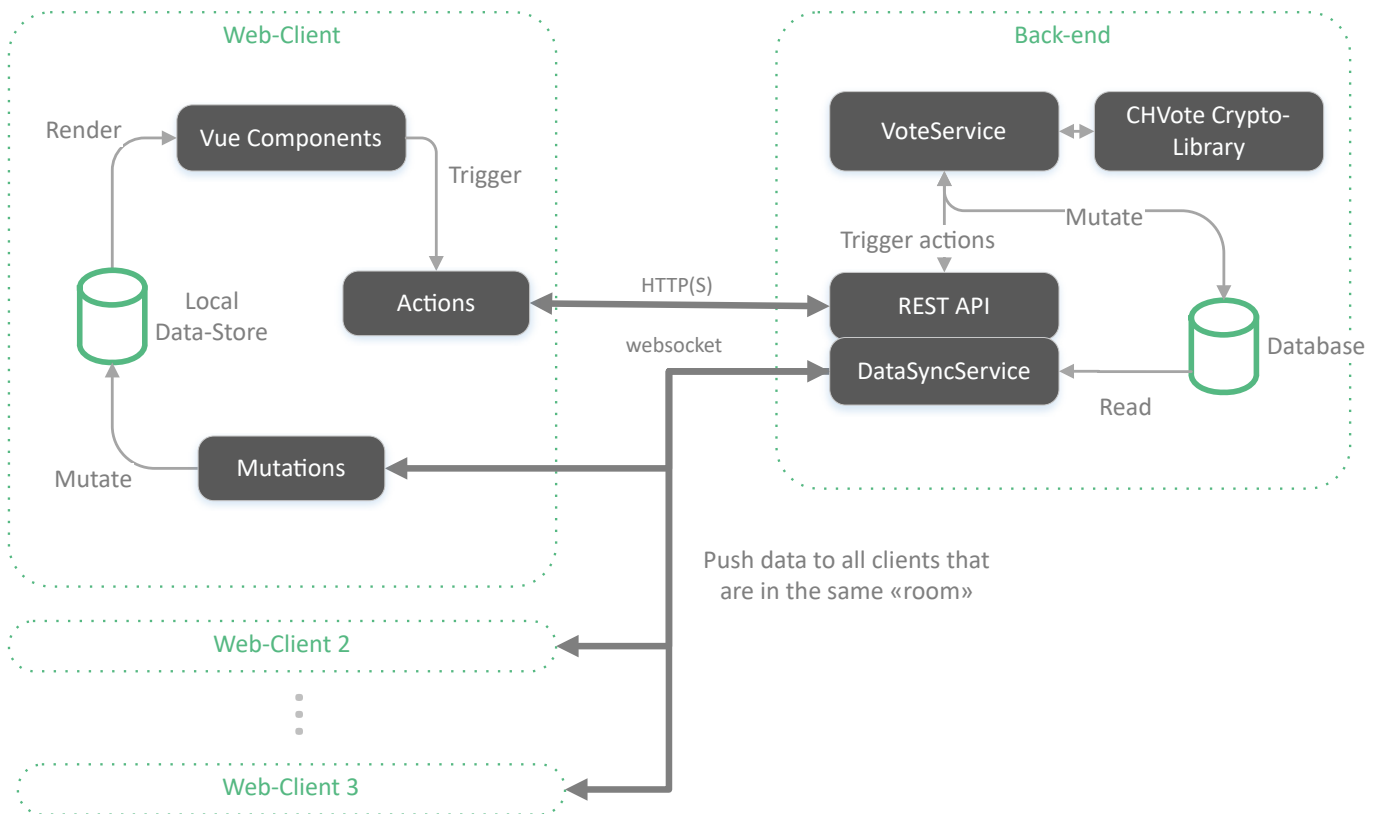 Web-Client
Render
Vue Components
Trigger
Local
Data-Store
Actions
Mutate
Mutations
HTTP(S)
websocket
Back-end
VoteService
CHVote Crypto-
Library
Mutate
Trigger actions
REST API
DataSyncService
Database
Read
Push data to all clients that
are in the same «room»
Web-Client 2
Web-Client 3